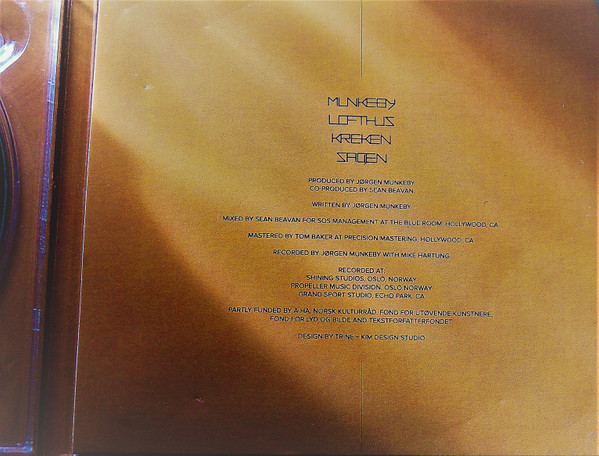 MUNKEBY
LOFTHUS
KREKEN
SAGEN
PRODUCED BY JØRGEN MUNKEBY
CO-PRODUCED BY SEAN BEAVAN.
WRITTEN BY JØRGEN MUNKEBY
MIXED BY SEAN BEAVAN FOR SOS MANAGEMENT AT THE BLUE ROOM, HOLLYWOOD, CA
MASTERED BY TOM BAKER AT PRECISION MASTERING, HOLLYWOOD, CA
RECORDED BY JØRGEN MUNKEBY WITH MIKE HARTUNG
RECORDED AT:
SHINING STUDIOS, OSLO, NORWAY
PROPELLER MUSIC DIVISION, OSLO NORWAY
GRAND SPORT STUDIO, ECHO PARK, CA
PARTLY FUNDED BY A-HA, NORSK KULTURRÅD, FOND FOR UTØVENDE KUNSTNERE,
FOND FOR LYD OG BILDE AND TEKSTFORFATTERFONDET
DESIGN BY TRINE + KIM DESIGN STUDIO